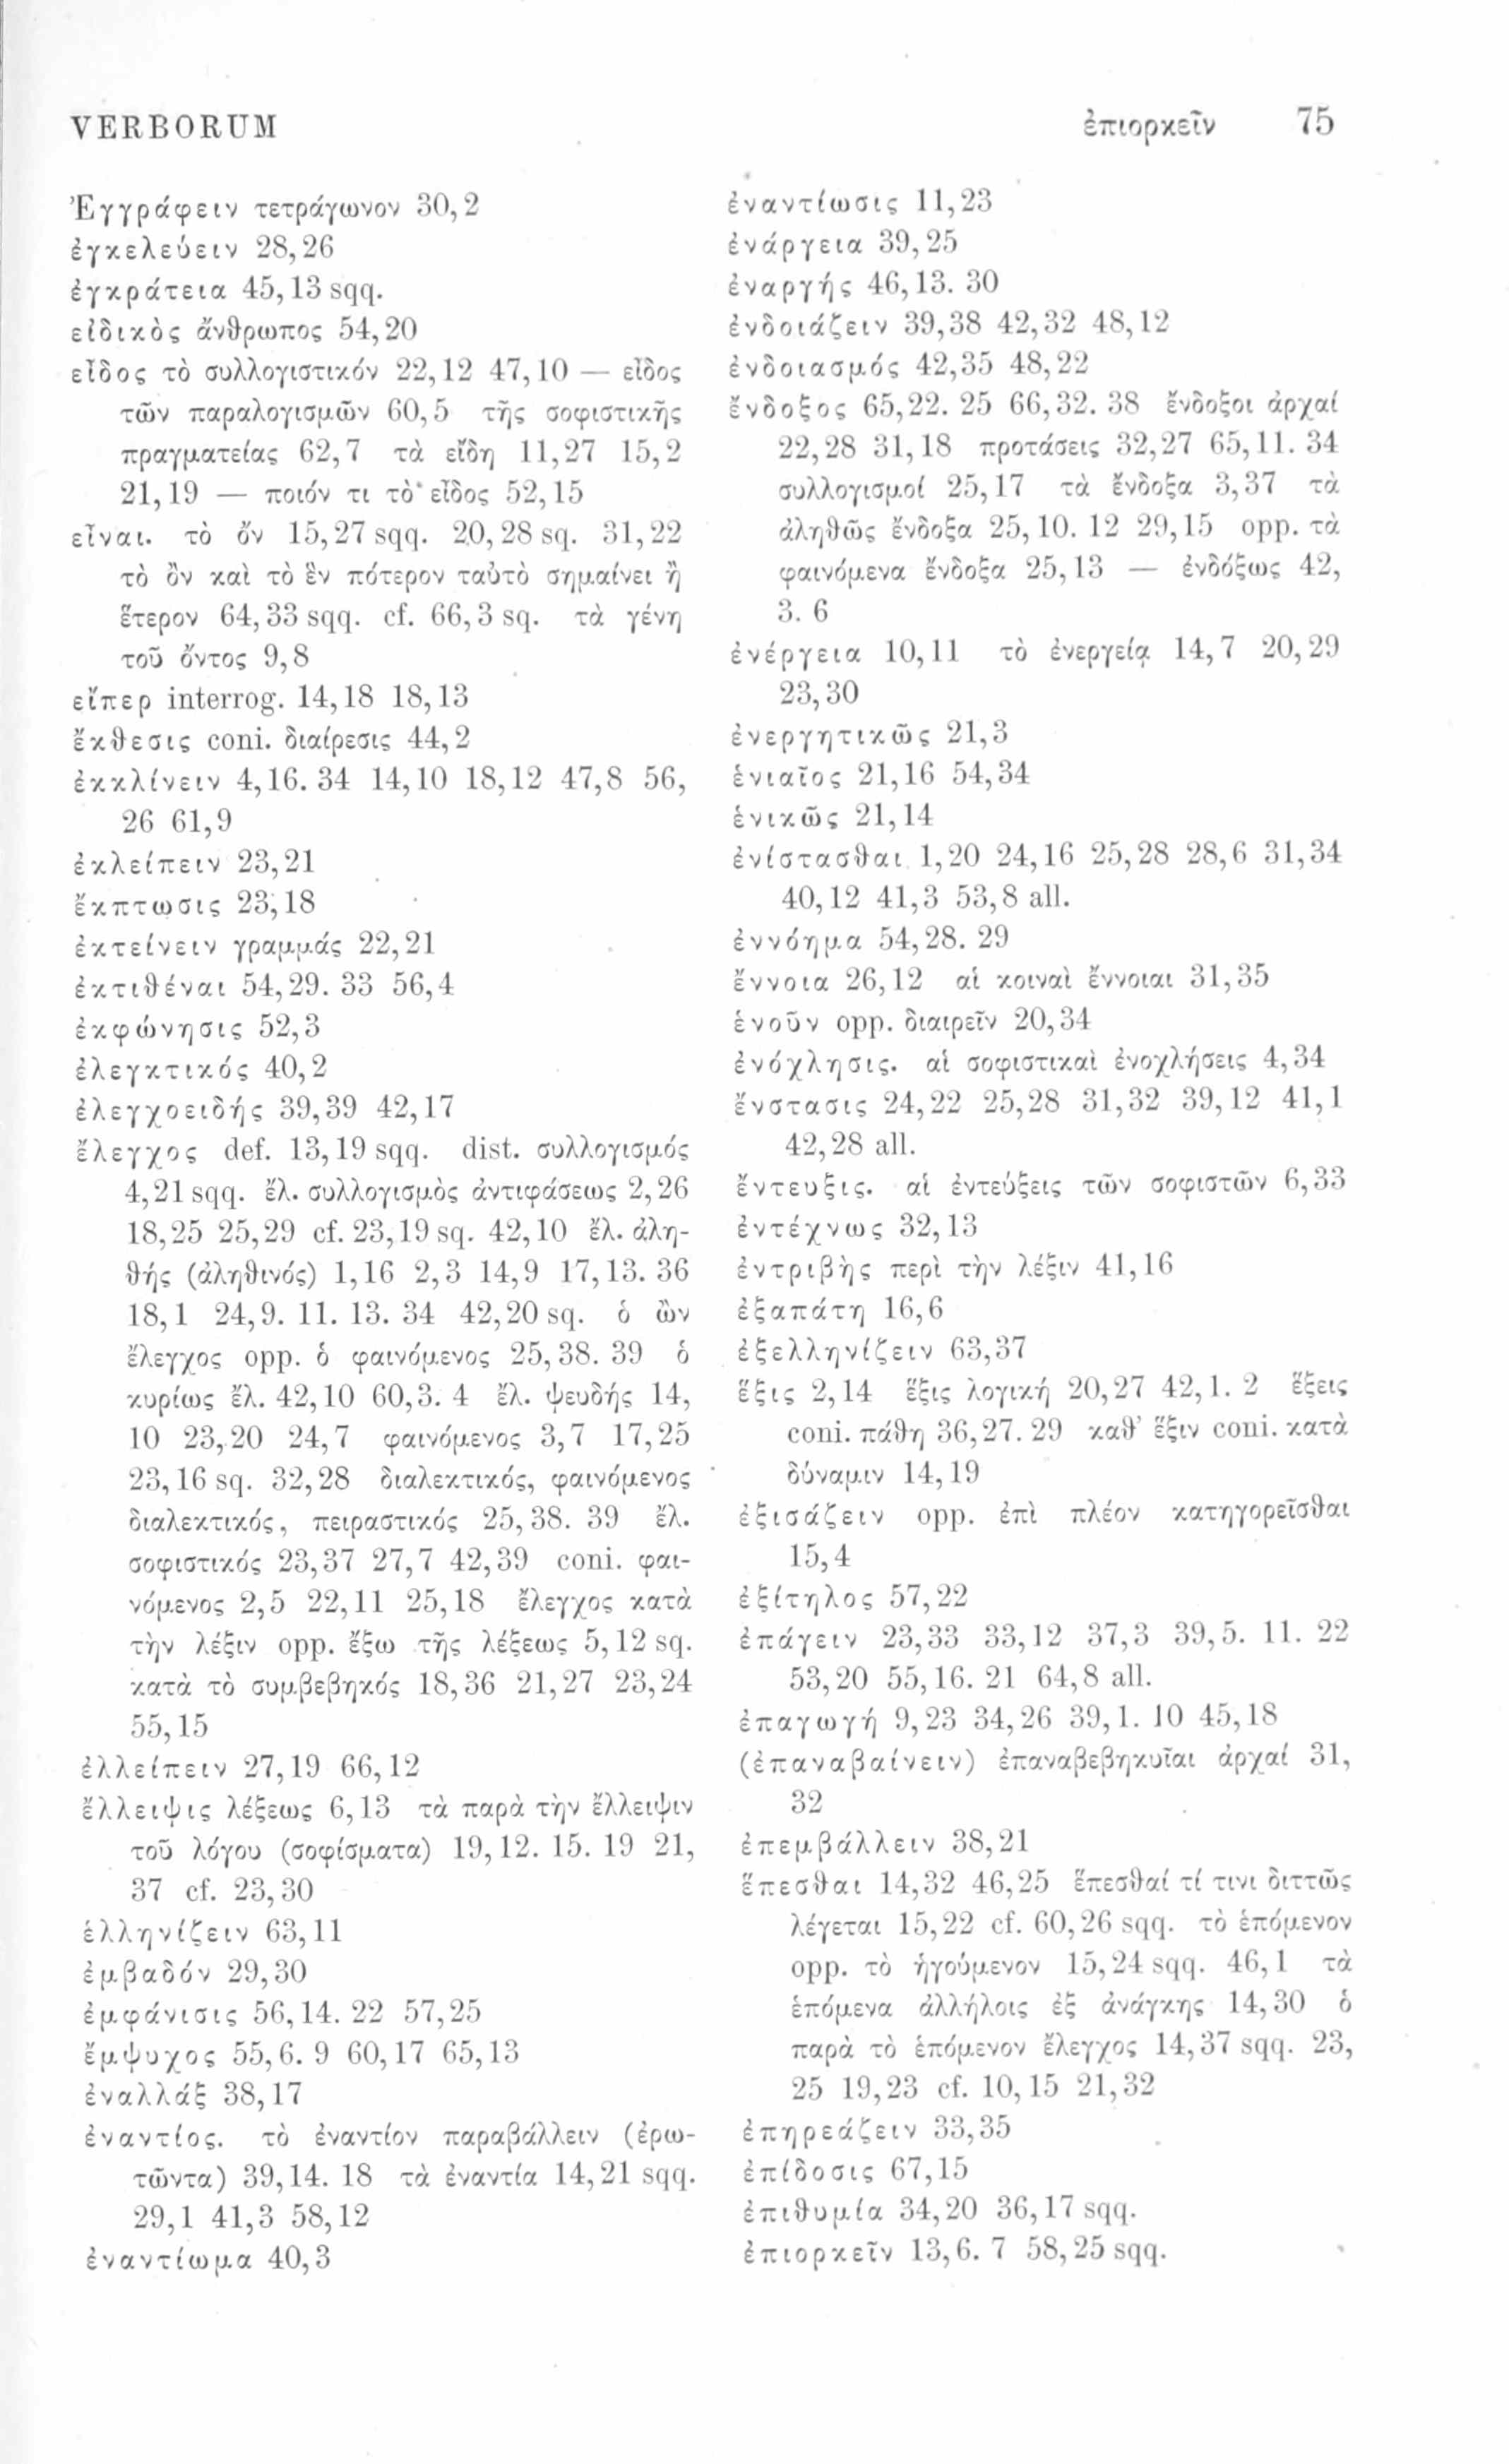 VERBORUM ἐπιορκεῖν 75
Ἐγγράφειν τετράγωνον 30,2
ἐγκελεύειν 28,26
ἐγκράτεια 45,13 sqq.
εἰδικὸς ἄνθρωπος 54,20
εἶδος τὸ συλλογιστικόν 22,12 47,10 — εἶδος
τῶν παραλογισμῶν 60,5 τῆς σοφιστικῆς
πραγματείας 62,7 τὰ εἴδη 11,27 15,2
21,19 — ποιόν τι τὸ εἶδος 52,15
εἶναι. τὸ ὄν 15,27 sqq. 20,28 sq. 31,22
τὸ ὂν καὶ τὸ ἓν πότερον ταὐτὸ σημαίνει ἢ
ἕτερον 64,33 sqq. cf. 66,3 sq. τὰ γένη
τοῦ ὄντος 9,8
εἴπερ interrog. 14,18 18,13
ἔκθεσις coni. διαίρεσις 44,2
ἐκκλίνειν 4,16. 34 14,10 18,12 47,8 56,
26 61,9
ἐκλείπειν 23,21
ἔκπτωσις 23,18
ἐκτείνειν γραμμάς 22,21
ἐκτιθέναι 54,29. 33 56,4
ἐκφώνησις 52,3
ἐλεγκτικός 40,2
ἐλεγχοειδής 39,39 42,17
ἔλεγχος def. 13,19 sqq. dist. συλλογισμός
4,21 sqq. ἔλ. συλλογισμὸς ἀντιφάσεως 2,26
18,25 25,29 cf. 23,19 sq. 42,10 ἔλ. ἀλη-
θής (ἀληθινός) 1,16 2,3 14,9 17,13. 36
18,1 24,9. 11. 13. 34 42,20 sq. ὁ ὢν
ἔλεγχος opp. ὁ φαινόμενος 25,38. 39 ὁ
κυρίως ἔλ. 42,10 60,3. 4 ἔλ. ψευδής 14,
10 23,20 24,7 φαινόμενος 3,7 17,25
23,16 sq. 32,28 διαλεκτικός, φαινόμενος
διαλεκτικός, πειραστικός 25,38. 39 ἔλ.
σοφιστικός 23,37 27,7 42,39 coni. φαι-
νόμενος 2,5 22,11 25,18 ἔλεγχος κατὰ
τὴν λέξιν opp. ἔξω τῆς λέξεως 5,12 sq.
κατὰ τὸ συμβεβηκός 18,36 21,27 23,24
55,15
ἐλλείπειν 27,19 66,12
ἔλλειψις λέξεως 6,13 τὰ παρὰ τὴν ἔλλειψιν
τοῦ λόγου (σοφίσματα) 19,12. 15. 19 21,
37 cf. 23,30
ἑλληνίζειν 63,11
ἐμβαδόν 29,30
ἐμφάνισις 56,14. 22 57,25
ἔμψυχος 55,6. 9 60,17 65,13
ἐναλλάξ 38,17
ἐναντίος. τὸ ἐναντίον παραβάλλειν (ἐρω-
τῶντα) 39,14. 18 τὰ ἐναντία 14,21 sqq.
29,1 41,3 58,12
ἐναντίωμα 40,3
ἐναντίωσις 11,23
ἐνάργεια 39,25
ἐναργής 46,13. 30
ἐνδοιάζειν 39,38 42,32 48,12
ἐνδοιασμός 42,35 48,22
ἔνδοξος 65,22. 25 66,32. 38 ἔνδοξοι ἀρχαί
22,28 31,18 προτάσεις 32,27 65,11. 34
συλλογισμοί 25,17 τὰ ἔνδοξα 3,37 τὰ
ἀληθῶς ἔνδοξα 25,10. 12 29,15 opp. τὰ
φαινόμενα ἔνδοξα 25,13 — ἐνδόξως 42,
3. 6
ἐνέργεια 10,11 τὸ ἐνεργείᾳ 14,7 20,29
23,30
ἐνεργητικῶς 21,3
ἑνιαῖος 21,16 54,34
ἑνικῶς 21,14
ἐνίστασθαι 1,20 24,16 25,28 28,6 31,34
40,12 41,3 53,8 all.
ἐννόημα 54,28. 29
ἔννοια 26,12 αἱ κοιναὶ ἔννοιαι 31,35
ἑνοῦν opp. διαιρεῖν 20,34
ἐνόχλησις. αἱ σοφιστικαὶ ἐνοχλήσεις 4,34
ἔνστασις 24,22 25,28 31,32 39,12 41,1
42,28 all.
ἔντευξις. αἱ ἐντεύξεις τῶν σοφιστῶν 6,33
ἐντέχνως 32,13
ἐντριβὴς περὶ τὴν λέξιν 41,16
ἐξαπάτη 16,6
ἐξελληνίζειν 63,37
ἕξις 2,14 ἕξις λογική 20,27 42,1. 2 ἕξεις
coni. πάθη 36,27. 29 καθ’ ἕξιν coni. κατὰ
δύναμιν 14,19
ἐξισάζειν opp. ἐπὶ πλέον κατηγορεῖσθαι
15,4
ἐξίτηλος 57,22
ἐπάγειν 23,33 33,12 37,3 39,5. 11. 22
53,20 55,16. 21 64,8 all.
ἐπαγωγή 9,23 34,26 39,1. 10 45,18
(ἐπαναβαίνειν) ἐπαναβεβηκυῖαι ἀρχαί 31,
32
ἐπεμβάλλειν 38,21
ἕπεσθαι 14,32 46,25 ἕπεσθαί τί τινι διττῶς
λέγεται 15,22 cf. 60,26 sqq. τὸ ἑπόμενον
opp. τὸ ἡγούμενον 15,24 sqq. 46,1 τὰ
ἑπόμενα ἀλλήλοις ἐξ ἀνάγκης 14,30 ὁ
παρὰ τὸ ἑπόμενον ἔλεγχος 14,37 sqq. 23,
25 19,23 cf. 10,15 21,32
ἐπηρεάζειν 33,35
ἐπίδοσις 67,15
ἐπιθυμία 34,20 36,17 sqq.
ἐπιορκεῖν 13,6. 7 58,25 sqq.